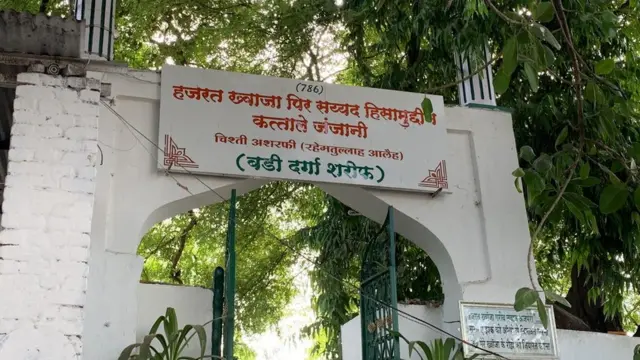 (786)
हजरत ख्वाजा पिर सय्यद हिसामुद्दीन
कत्ताले जंजानी
चिश्ती अशरफी (रहेमतुल्लाह आलैह)
(बडी दर्गा शरीफ)